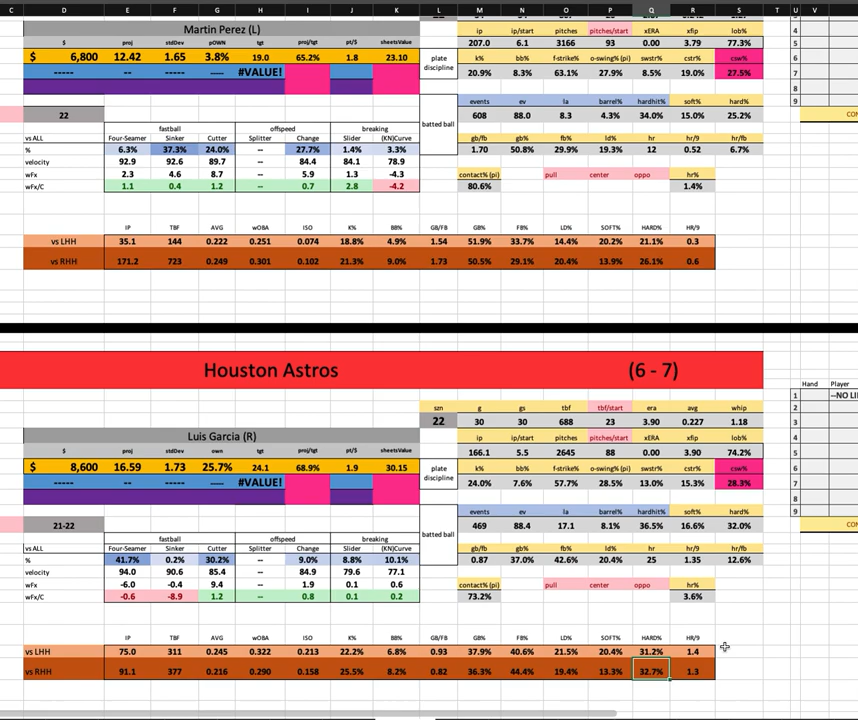 C D E F G H I J K L M N O P Q R S T U V
Martin Perez (L)
3
ip ip/start pitches pitches/start xERA xfip lob%
4
$ proj stdDev pOWN tgt proj/tgt pt/$ sheetsValue
207.0 6.1 3166 93 0.00 3.79 77.3%
5
$ 6,800 12.42 1.65 3.8% 19.0 65.2% 1.8 23.10
plate discipline
k% bb% f-strike% o-swing% (pi) swstr% cstr% csw%
6
----- -- -- ----- #VALUE!
20.9% 8.3% 63.1% 27.9% 8.5% 19.0% 27.5%
7
8
events ev la barrel% hardhit% soft% hard%
9
22
batted ball
608 88.0 8.3 4.3% 34.0% 15.0% 25.2%
CON
fastball offspeed breaking
vs ALL Four-Seamer Sinker Cutter Splitter Change Slider (KN)Curve
gb/fb gb% fb% ld% hr hr/9 hr/fb
% 6.3% 37.3% 24.0% -- 27.7% 1.4% 3.3%
1.70 50.8% 29.9% 19.3% 12 0.52 6.7%
velocity 92.9 92.6 89.7 84.4 84.1 78.9
wFx 2.3 4.6 8.7 5.9 1.3 -4.3
contact% (pi) pull center oppo hr%
wFx/C 1.1 0.4 1.2 -- 0.7 2.8 -4.2
80.6% 1.4%
IP TBF AVG wOBA ISO K% BB% GB/FB GB% FB% LD% SOFT% HARD% HR/9
vs LHH 35.1 144 0.222 0.251 0.074 18.8% 4.9% 1.54 51.9% 33.7% 14.4% 20.2% 21.1% 0.3
vs RHH 171.2 723 0.249 0.301 0.102 21.3% 9.0% 1.73 50.5% 29.1% 20.4% 13.9% 26.1% 0.6
Houston Astros (6 - 7)
Hand Player
1 --NO LI
szn g gs tbf tbf/start era avg whip
2
22 30 30 688 23 3.90 0.227 1.18
3
Luis Garcia (R)
ip ip/start pitches pitches/start xERA xfip lob%
4
$ proj stdDev own tgt proj/tgt pt/$ sheetsValue
166.1 5.5 2645 88 0.00 3.90 74.2%
5
$ 8,600 16.59 1.73 25.7% 24.1 68.9% 1.9 30.15
plate discipline
k% bb% f-strike% o-swing% (pi) swstr% cstr% csw%
6
----- -- -- ----- #VALUE!
24.0% 7.6% 57.7% 28.5% 13.0% 15.3% 28.3%
7
8
events ev la barrel% hardhit% soft% hard%
9
21-22
batted ball
469 88.4 17.1 8.1% 36.5% 16.6% 32.0%
CON
fastball offspeed breaking
vs ALL Four-Seamer Sinker Cutter Splitter Change Slider (KN)Curve
gb/fb gb% fb% ld% hr hr/9 hr/fb
% 41.7% 0.2% 30.2% -- 9.0% 8.8% 10.1%
0.87 37.0% 42.6% 20.4% 25 1.35 12.6%
velocity 94.0 90.6 85.4 84.9 79.6 77.1
wFx -6.0 -0.4 9.4 1.9 0.1 0.6
contact% (pi) pull center oppo hr%
wFx/C -0.6 -8.9 1.2 -- 0.8 0.1 0.2
73.2% 3.6%
IP TBF AVG wOBA ISO K% BB% GB/FB GB% FB% LD% SOFT% HARD% HR/9
vs LHH 75.0 311 0.245 0.322 0.213 22.2% 6.8% 0.93 37.9% 40.6% 21.5% 20.4% 31.2% 1.4
vs RHH 91.1 377 0.216 0.290 0.158 25.5% 8.2% 0.82 36.3% 44.4% 19.4% 13.3% 32.7% 1.3